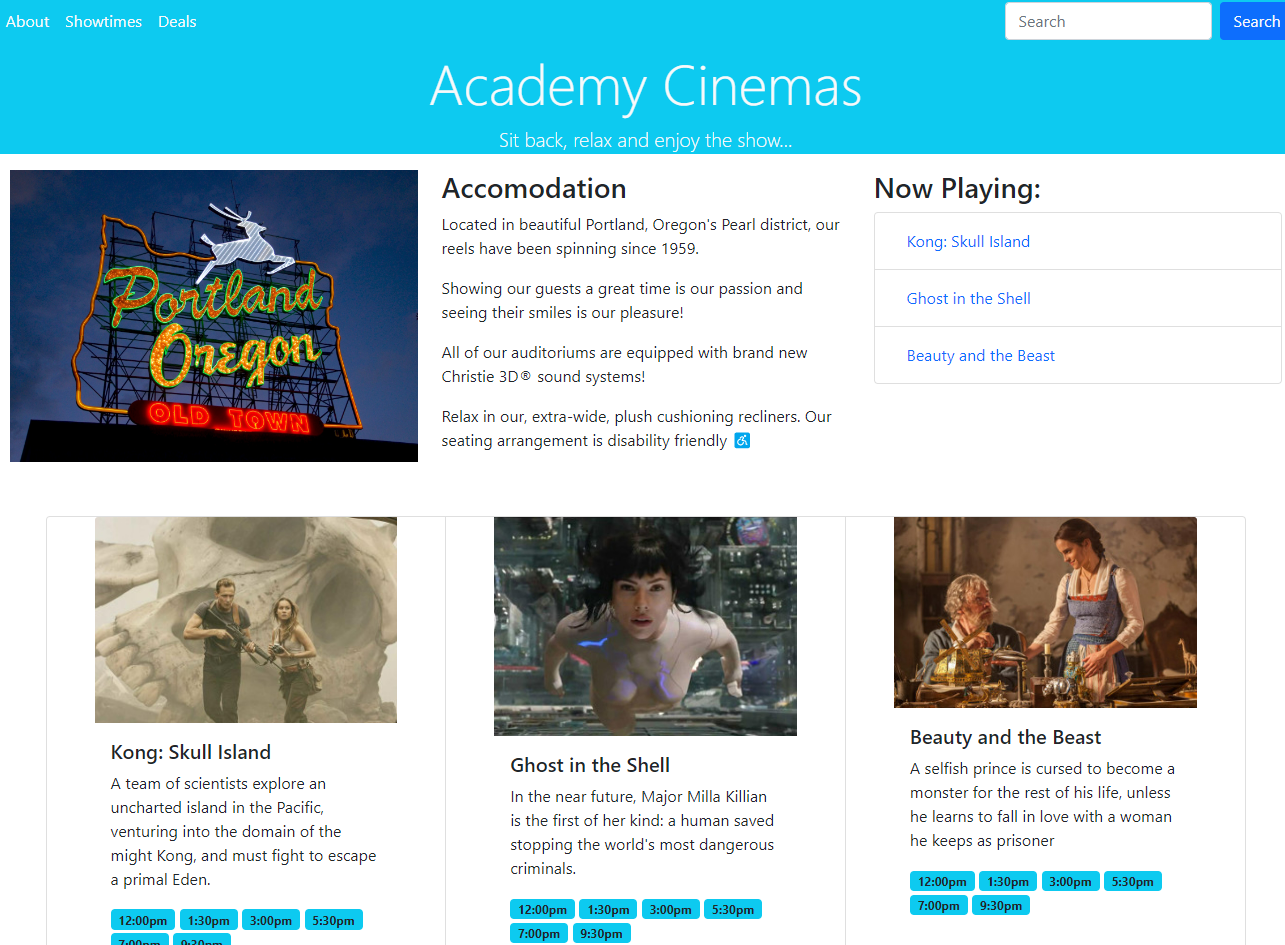 About Showtimes Deals Search Search
Academy Cinemas
Sit back, relax and enjoy the show...
Portland
Oregon
OLD TOWN
Accomodation
Located in beautiful Portland, Oregon's Pearl district, our
reels have been spinning since 1959.
Showing our guests a great time is our passion and
seeing their smiles is our pleasure!
All of our auditoriums are equipped with brand new
Christie 3D® sound systems!
Relax in our, extra-wide, plush cushioning recliners. Our
seating arrangement is disability friendly ♿
Now Playing:
Kong: Skull Island
Ghost in the Shell
Beauty and the Beast
Kong: Skull Island
A team of scientists explore an
uncharted island in the Pacific,
venturing into the domain of the
might Kong, and must fight to escape
a primal Eden.
12:00pm 1:30pm 3:00pm 5:30pm
7:00pm 9:30pm
Ghost in the Shell
In the near future, Major Milla Killian
is the first of her kind: a human saved
stopping the world's most dangerous
criminals.
12:00pm 1:30pm 3:00pm 5:30pm
7:00pm 9:30pm
Beauty and the Beast
A selfish prince is cursed to become a
monster for the rest of his life, unless
he learns to fall in love with a woman
he keeps as prisoner
12:00pm 1:30pm 3:00pm 5:30pm
7:00pm 9:30pm